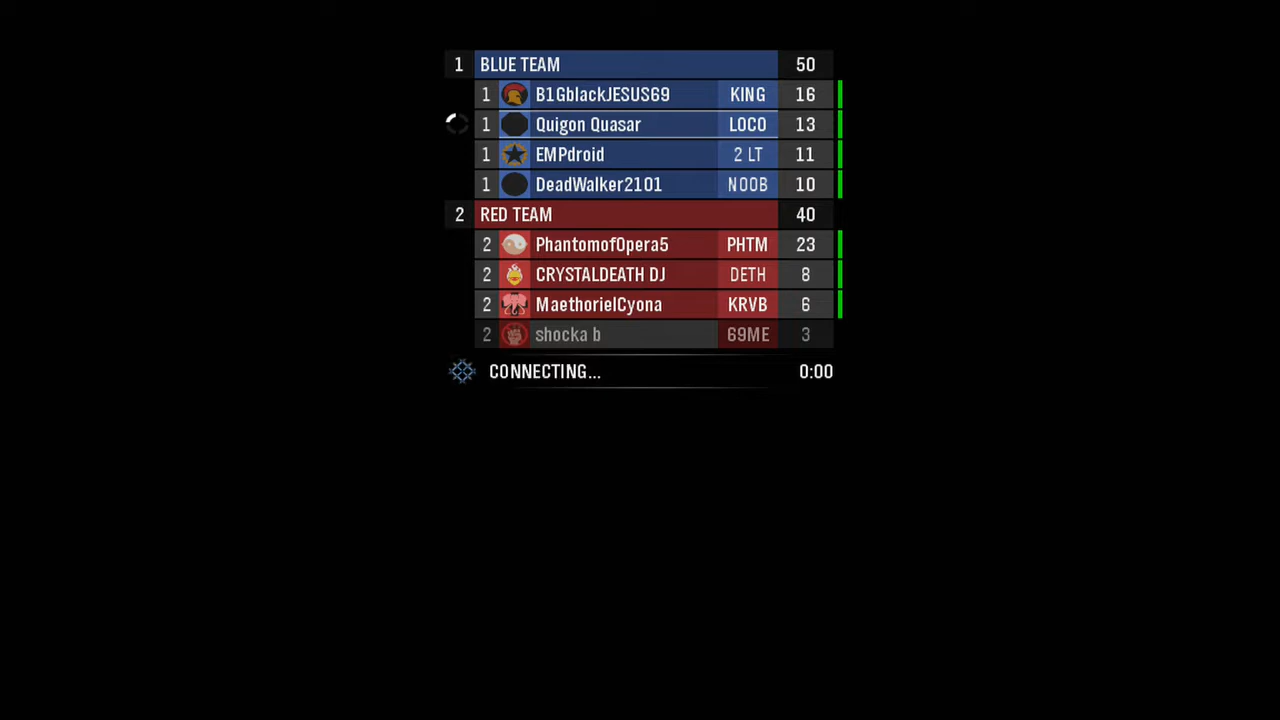 1 BLUE TEAM 50
1 B1GblackJESUS69 KING 16
1 Quigon Quasar LOCO 13
1 EMPdroid 2 LT 11
1 DeadWalker2101 NOOB 10
2 RED TEAM 40
2 PhantomofOpera5 PHTM 23
2 CRYSTALDEATH DJ DETH 8
2 MaethorielCyona KRVB 6
2 shocka b 69ME 3
CONNECTING... 0:00